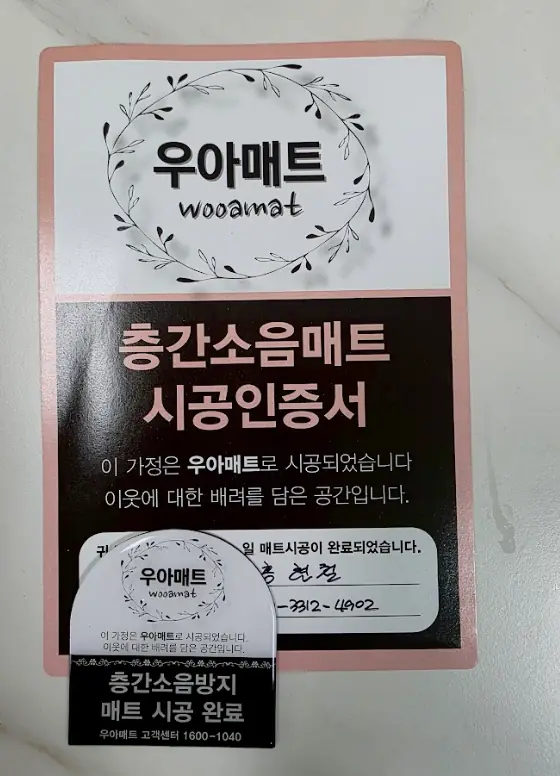 우아매트
wooamat
층간소음매트
시공인증서
이 가정은 우아매트로 시공되었습니다
이웃에 대한 배려를 담은 공간입니다.
귀
일 매트시공이 완료되었습니다.
현철
-3312-4902
우아매트
wooamat
이 가정은 우아매트로 시공되었습니다.
이웃에 대한 배려를 담은 공간입니다.
층간소음방지
매트 시공 완료
우아매트 고객센터 1600-1040